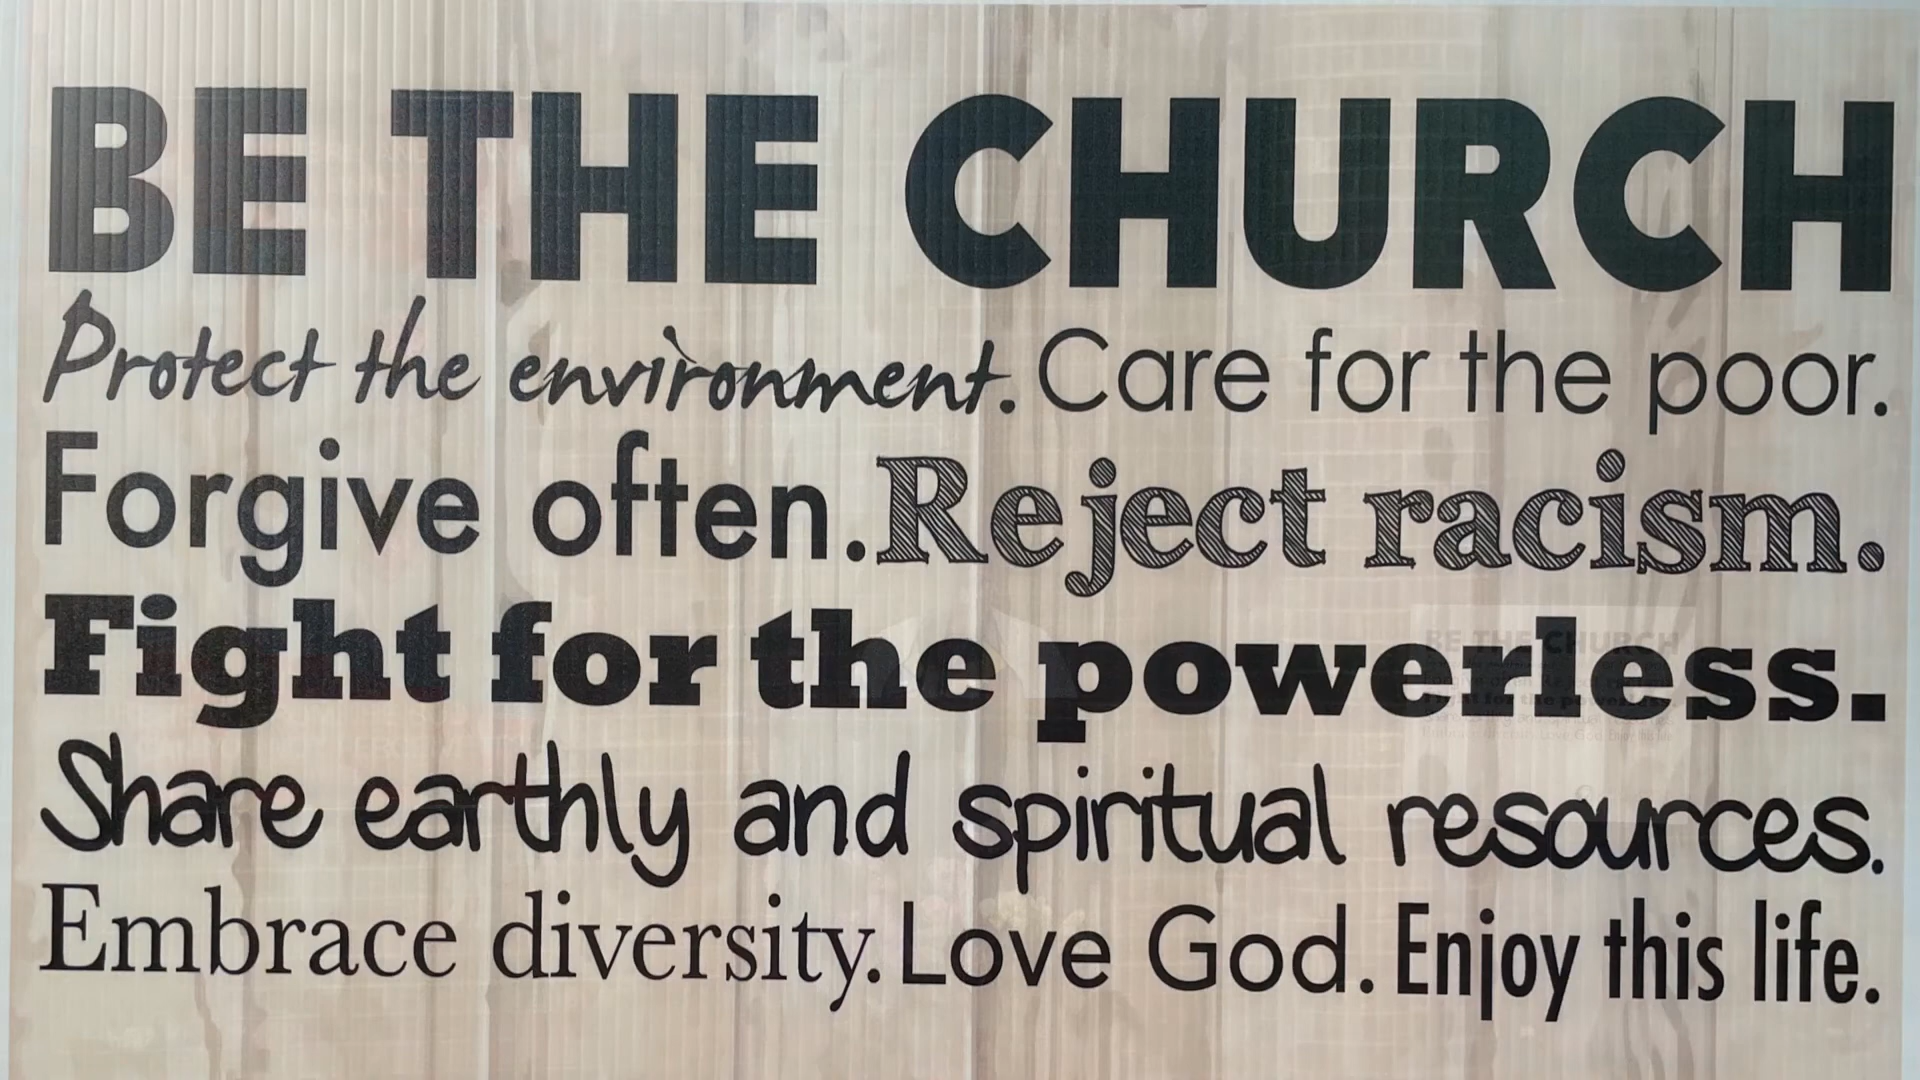 BE THE CHURCH
Protect the environment. Care for the poor.
Forgive often. Reject racism.
Fight for the powerless.
Share earthly and spiritual resources.
Embrace diversity. Love God. Enjoy this life.